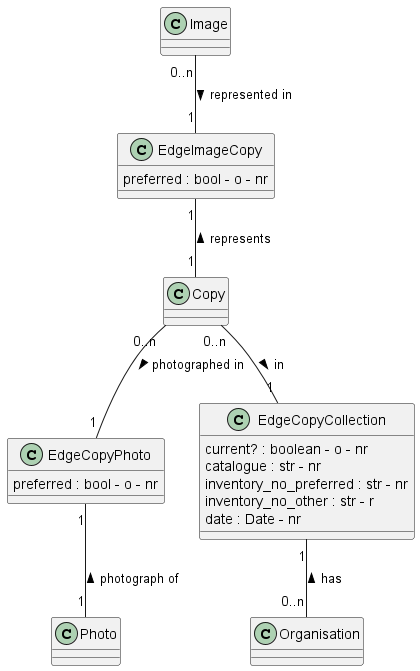 C Image
0..n
represented in
1
C EdgeImageCopy
preferred : bool - o - nr
1
represents
1
C Copy
0..n 0..n
photographed in in
1
1
C EdgeCopyCollection
current? : boolean - o - nr
catalogue : str - nr
inventory_no_preferred : str - nr
inventory_no_other : str - r
date : Date - nr
C EdgeCopyPhoto
preferred : bool - o - nr
1 1
photograph of has
1 0..n
C Photo C Organisation